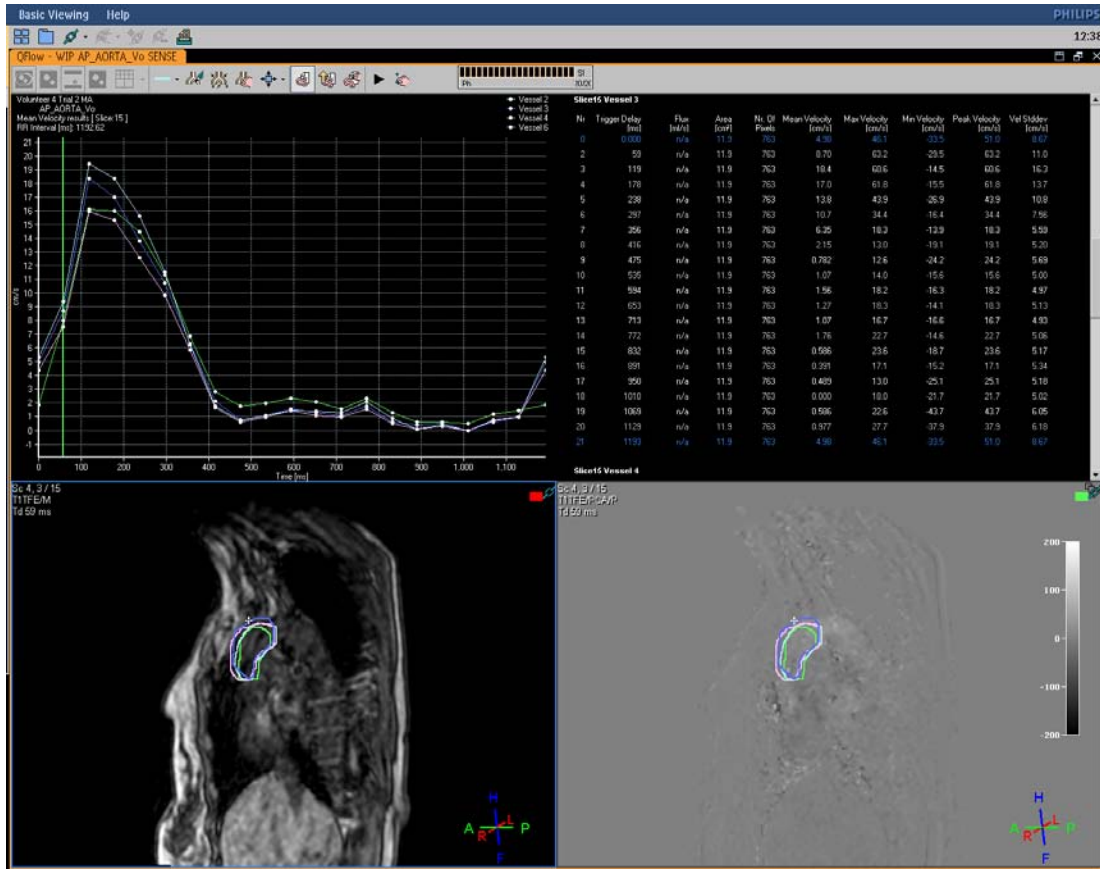 Basic Viewing Help PHILIPS
12:38
QFlow - WIP AP_AORTA_Vo SENSE
Ph. Sl
Volunteer 4 Trial 2 MA
AP_AORTA_Vo
Mean Velocity results [ Slice:15 ]
RR Interval [ms]: 1192.62
Vessel 2
Vessel 3
Vessel 4
Vessel 6
21
20
19
18
17
16
15
14
13
12
11
10
9
8
7
6
5
4
3
2
1
0
-1
cm/s
0 100 200 300 400 500 600 700 800 900 1,000 1,100
Time [ms]
Slice15 Vessel 3
Nr Trigger Delay Flux Area Nr. Of Mean Velocity Max Velocity Min Velocity Peak Velocity Vel Stddev
[ms] [ml/s] [cm²] Pixels [cm/s] [cm/s] [cm/s] [cm/s] [cm/s]
0 0.000 n/a 11.9 763 4.98 46.1 -33.5 51.0 8.67
2 59 n/a 11.9 763 8.70 63.2 -29.5 63.2 11.0
3 119 n/a 11.9 763 18.4 60.6 -14.5 60.6 16.3
4 178 n/a 11.9 763 17.0 61.8 -15.5 61.8 13.7
5 238 n/a 11.9 763 13.8 43.9 -26.9 43.9 10.8
6 297 n/a 11.9 763 10.7 34.4 -16.4 34.4 7.56
7 356 n/a 11.9 763 6.35 18.3 -13.9 18.3 5.59
8 416 n/a 11.9 763 2.15 13.0 -19.1 19.1 5.20
9 475 n/a 11.9 763 0.782 12.6 -24.2 24.2 5.69
10 535 n/a 11.9 763 1.07 14.0 -15.6 15.6 5.00
11 594 n/a 11.9 763 1.56 18.2 -16.3 18.2 4.97
12 653 n/a 11.9 763 1.27 18.3 -14.1 18.3 5.13
13 713 n/a 11.9 763 1.07 16.7 -16.6 16.7 4.93
14 772 n/a 11.9 763 1.76 22.7 -14.6 22.7 5.06
15 832 n/a 11.9 763 0.586 23.6 -18.7 23.6 5.17
16 891 n/a 11.9 763 0.391 17.1 -15.2 17.1 5.34
17 950 n/a 11.9 763 0.489 13.0 -25.1 25.1 5.18
18 1010 n/a 11.9 763 0.000 18.0 -21.7 21.7 5.02
19 1069 n/a 11.9 763 0.586 22.6 -43.7 43.7 6.05
20 1129 n/a 11.9 763 0.977 27.7 -37.9 37.9 6.18
21 1193 n/a 11.9 763 4.98 46.1 -33.5 51.0 8.67
Slice15 Vessel 4
Sc 4, 3 / 15
T1TFE/M
Td 59 ms
H
A P
R L
F
Sc 4, 3 / 15
T1TFE/PCA/P
Td 59 ms
200
100
0
-100
-200
H
A P
R L
F